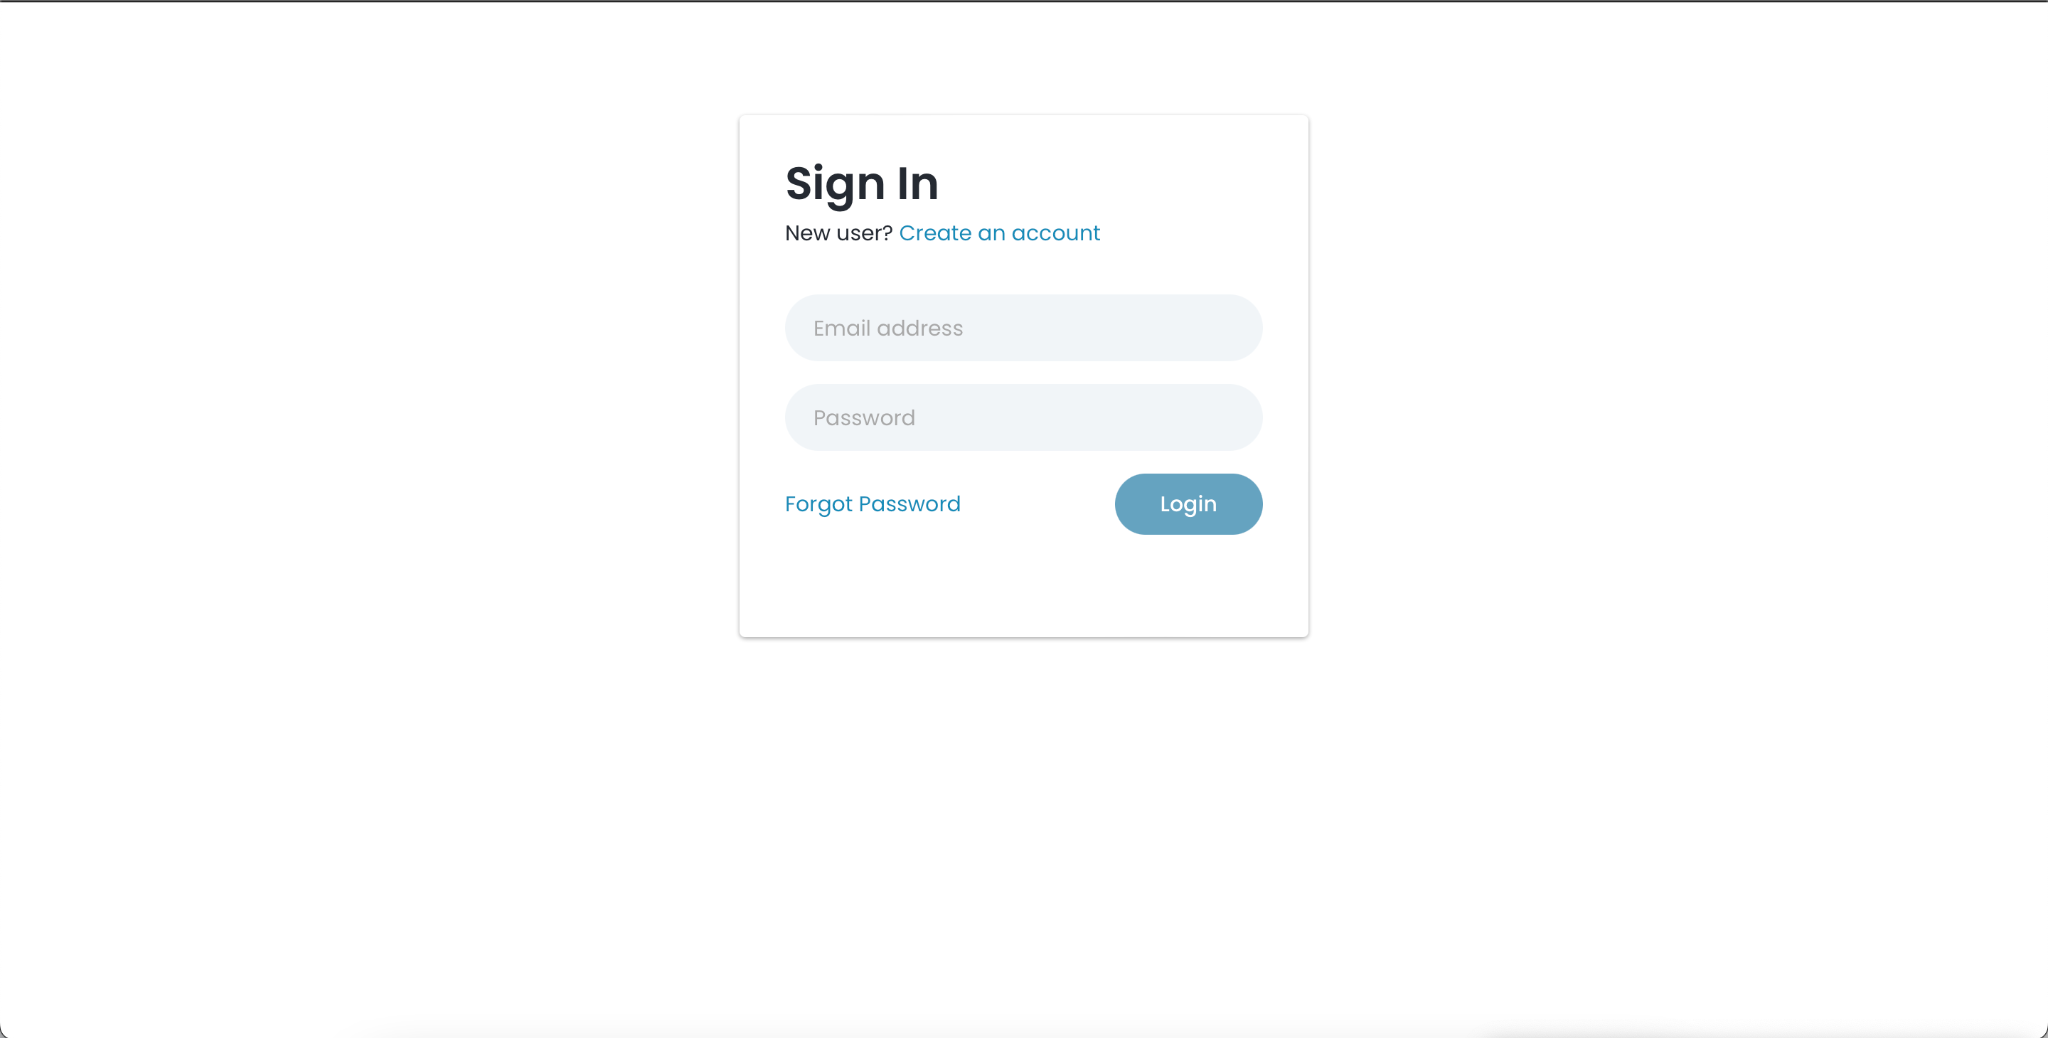 Sign In
New user? Create an account
Email address
Password
Forgot Password
Login